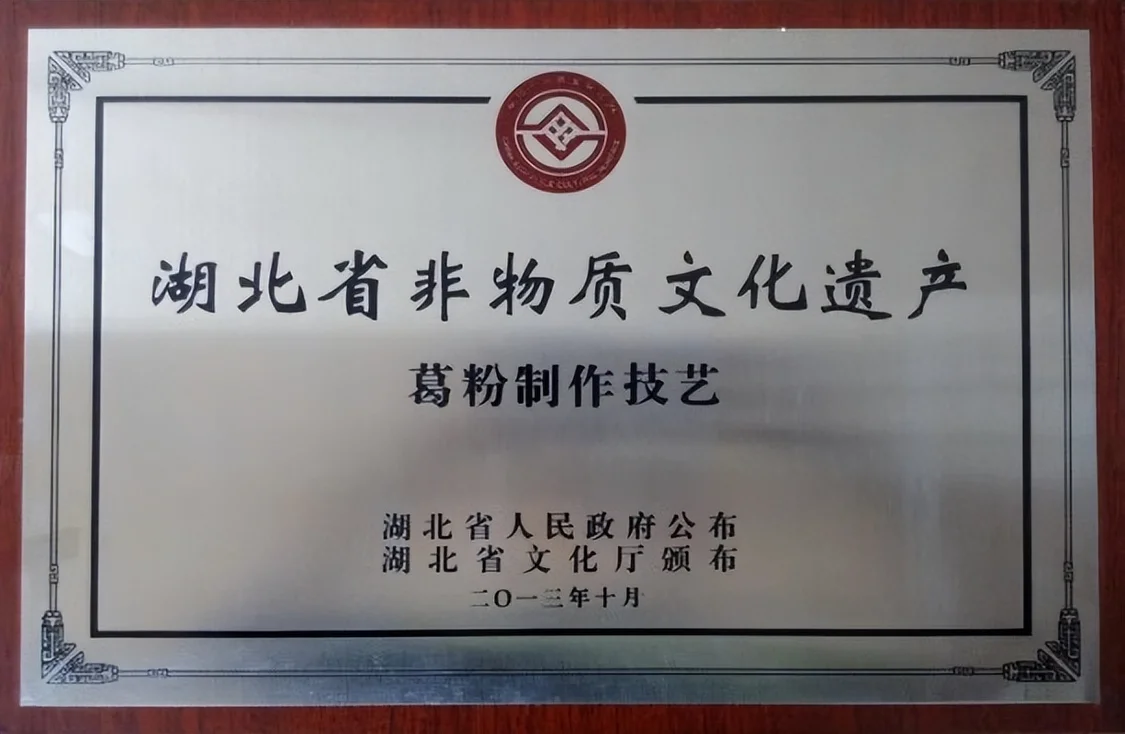 湖北省非物质文化遗产
葛粉制作技艺
湖北省人民政府公布
湖北省文化厅颁布
二〇一三年十月